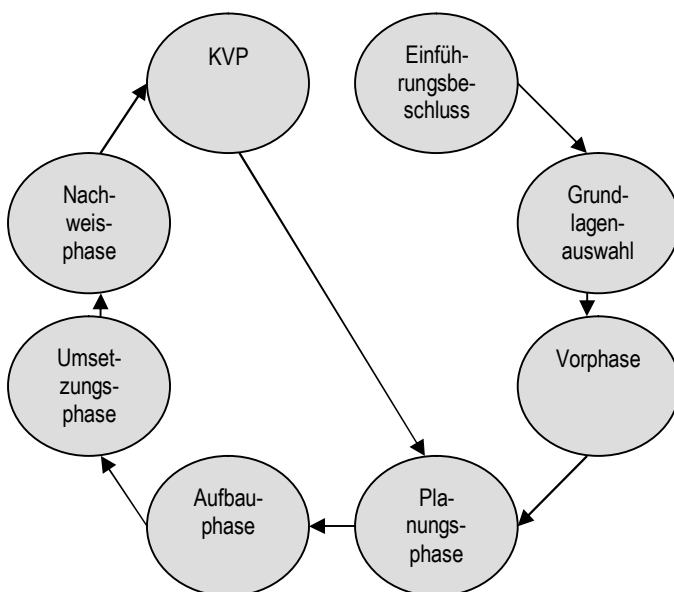 KVP
Einfüh-
rungsbe-
schluss
Nach-
weis-
phase
Grund-
lagen-
auswahl
Umset-
zungs-
phase
Vorphase
Aufbau-
phase
Pla-
nungs-
phase